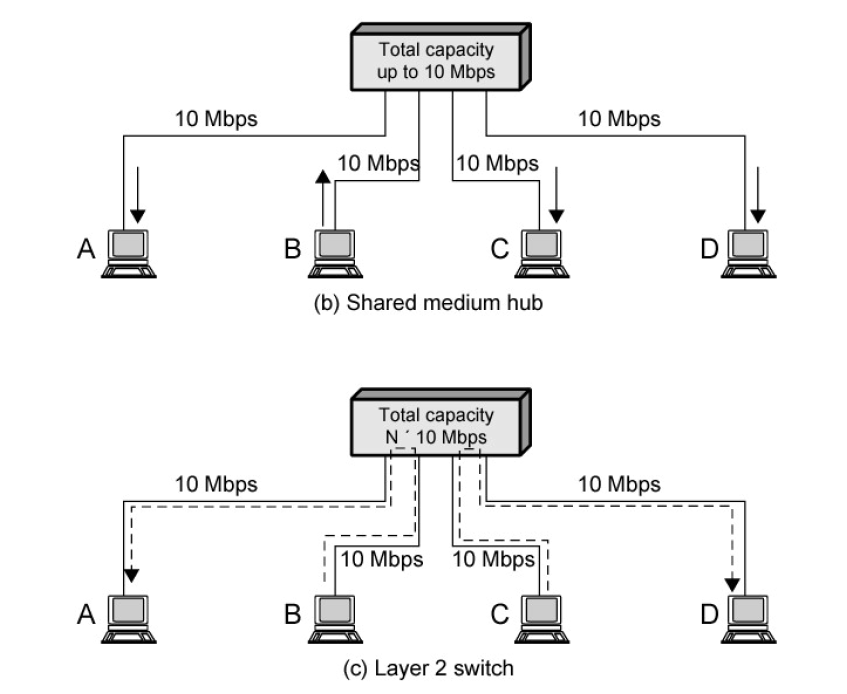 Total capacity
up to 10 Mbps
10 Mbps
10 Mbps
10 Mbps
10 Mbps
A
B
C
D
(b) Shared medium hub
Total capacity
N ´ 10 Mbps
10 Mbps
10 Mbps
10 Mbps
10 Mbps
A
B
C
D
(c) Layer 2 switch